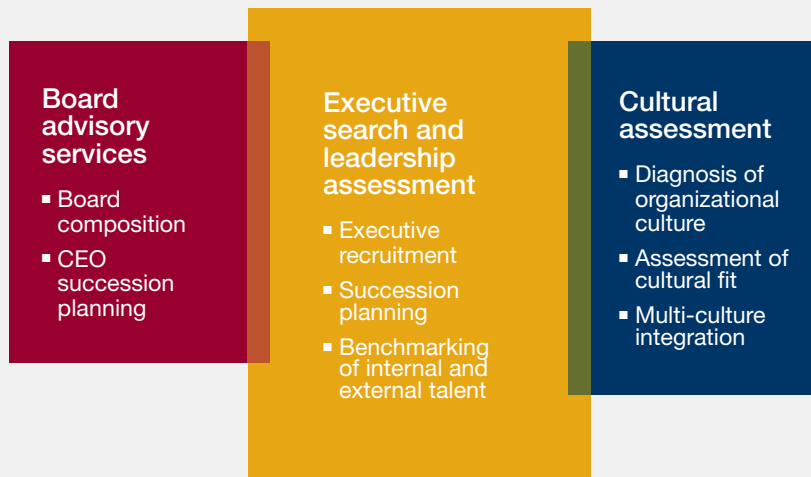 Board
advisory
services
▪ Board
composition
▪ CEO
succession
planning
Executive
search and
leadership
assessment
▪ Executive
recruitment
▪ Succession
planning
▪ Benchmarking
of internal and
external talent
Cultural
assessment
▪ Diagnosis of
organizational
culture
▪ Assessment of
cultural fit
▪ Multi-culture
integration